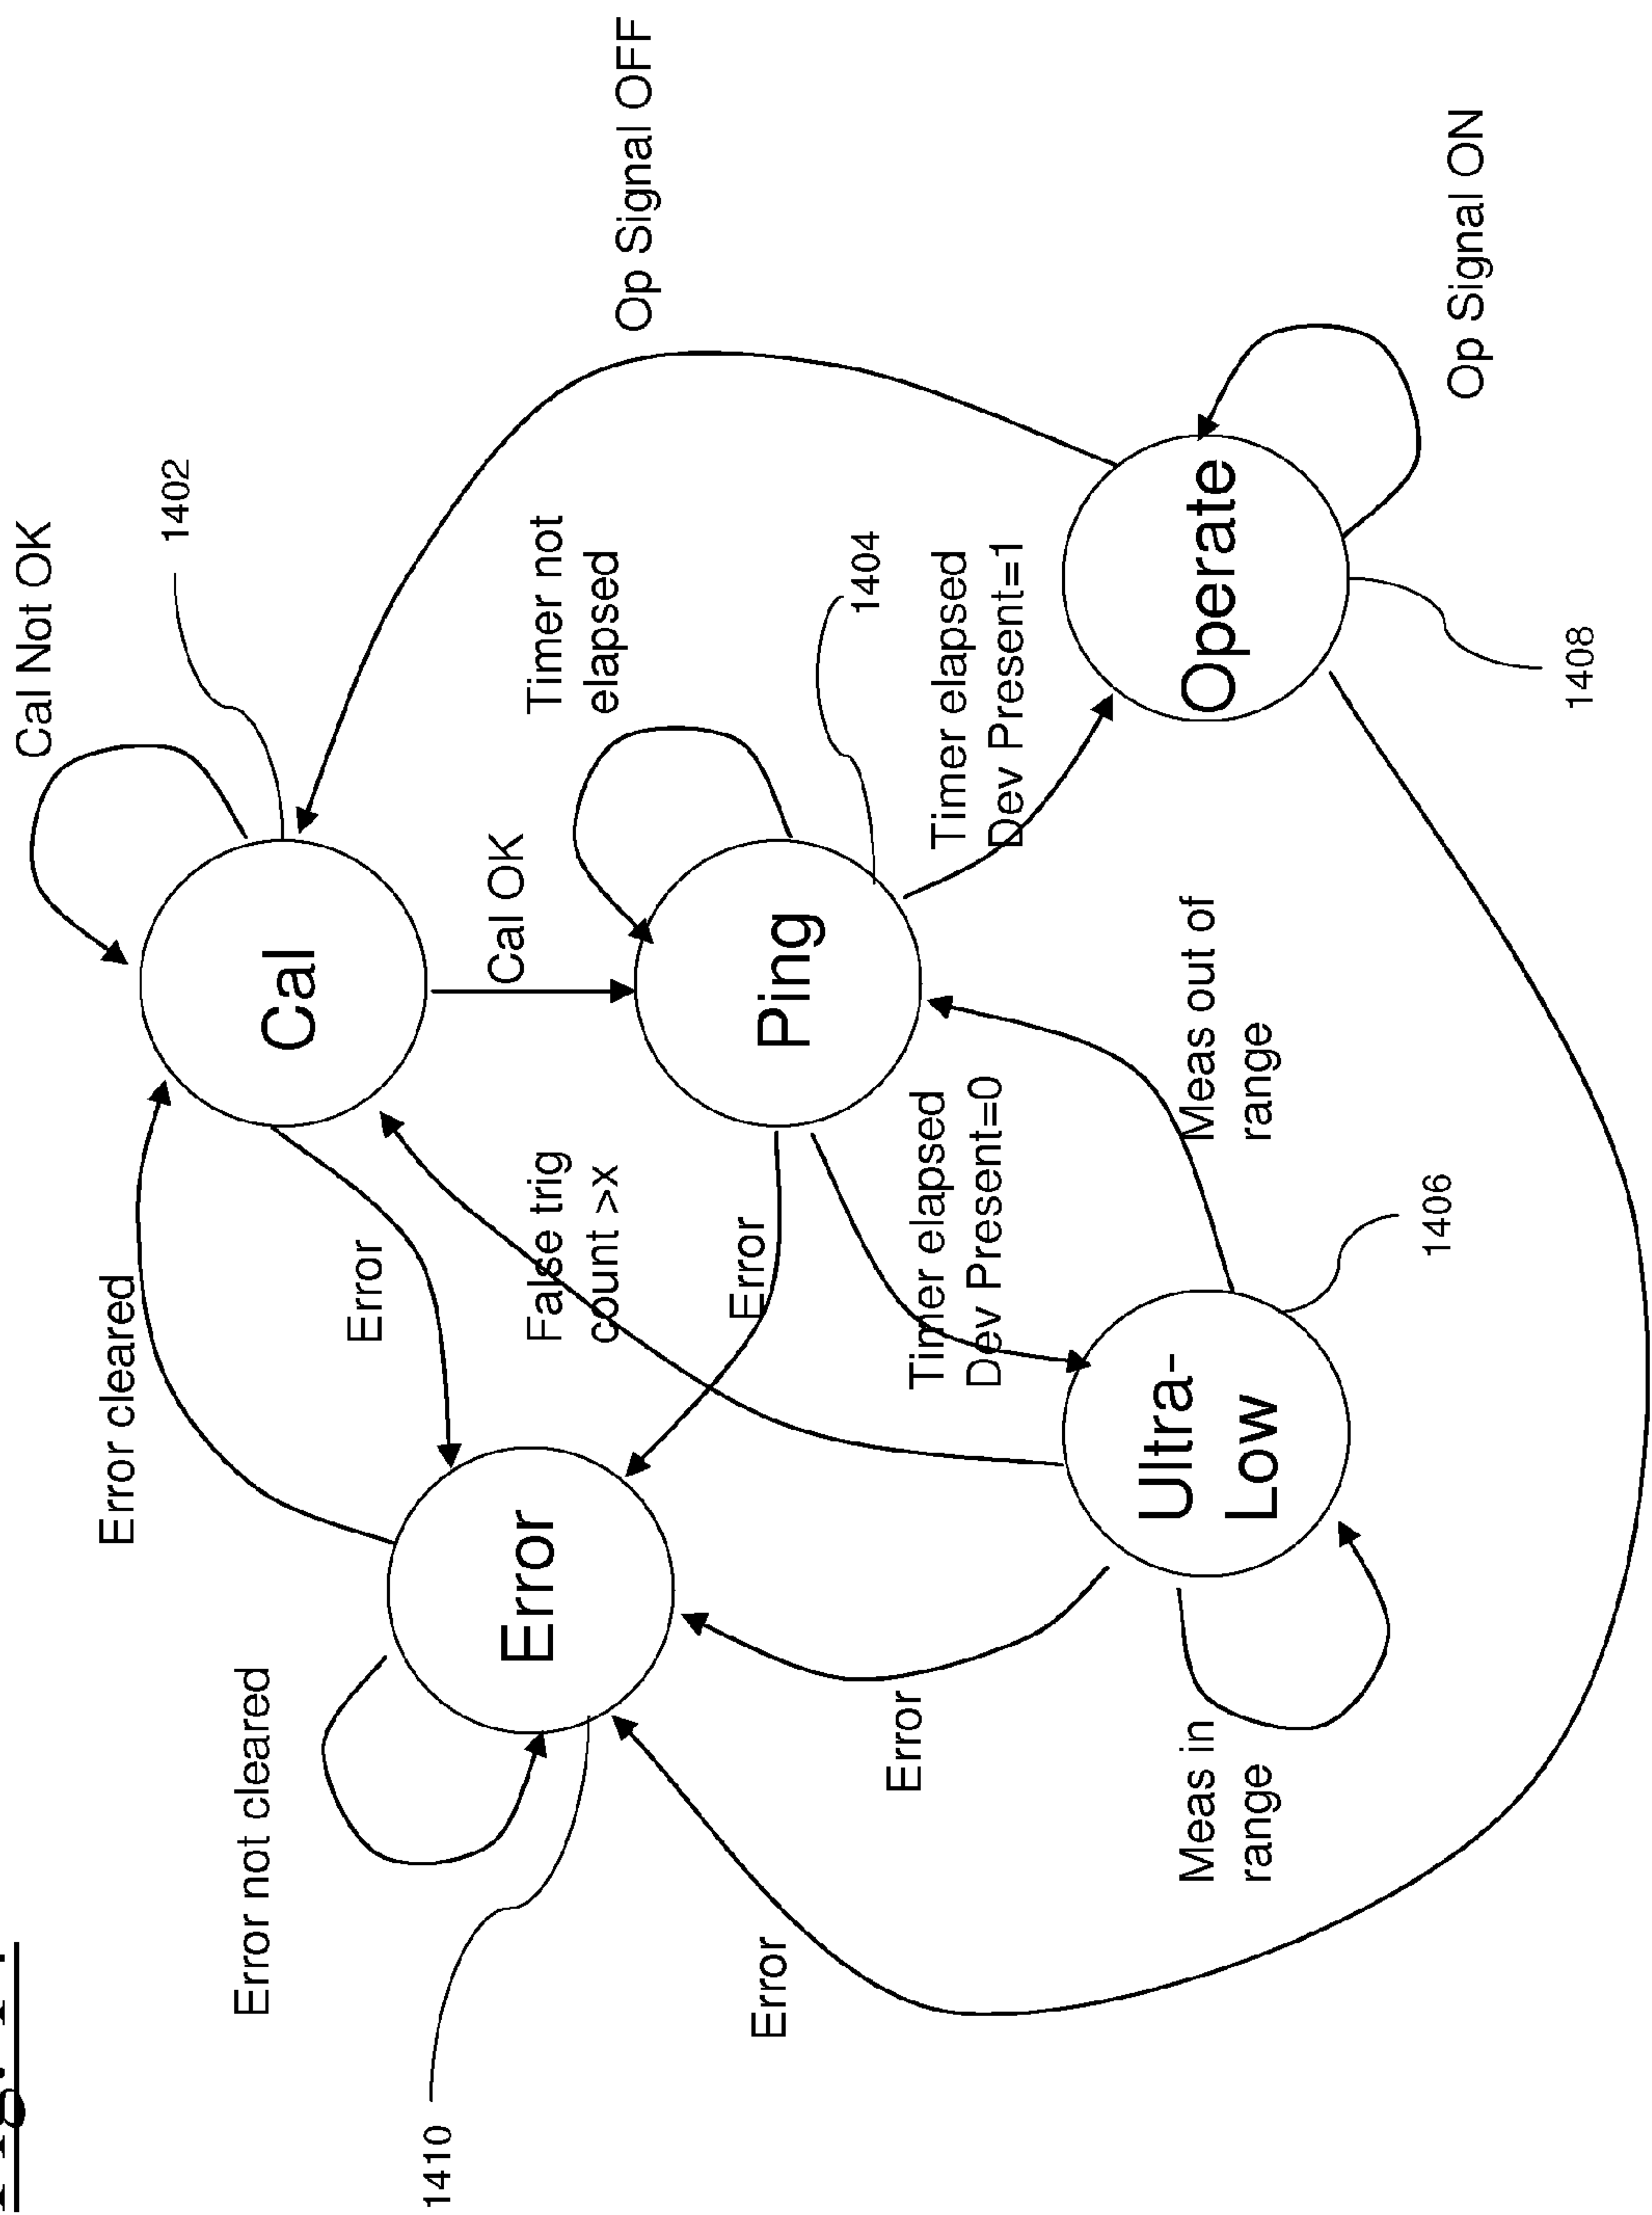 Cal Not OK
1402
Error cleared
Cal
Error not cleared
Error
Cal OK
Timer not
elapsed
Op Signal OFF
Error
False trig
count >x
1410
Error
Ping
1404
Timer elapsed
Dev Present=1
Timer elapsed
Dev Present=0
Error
Error
Meas out of
range
Ultra-
Low
Operate
Meas in
range
1406
Op Signal ON
1408